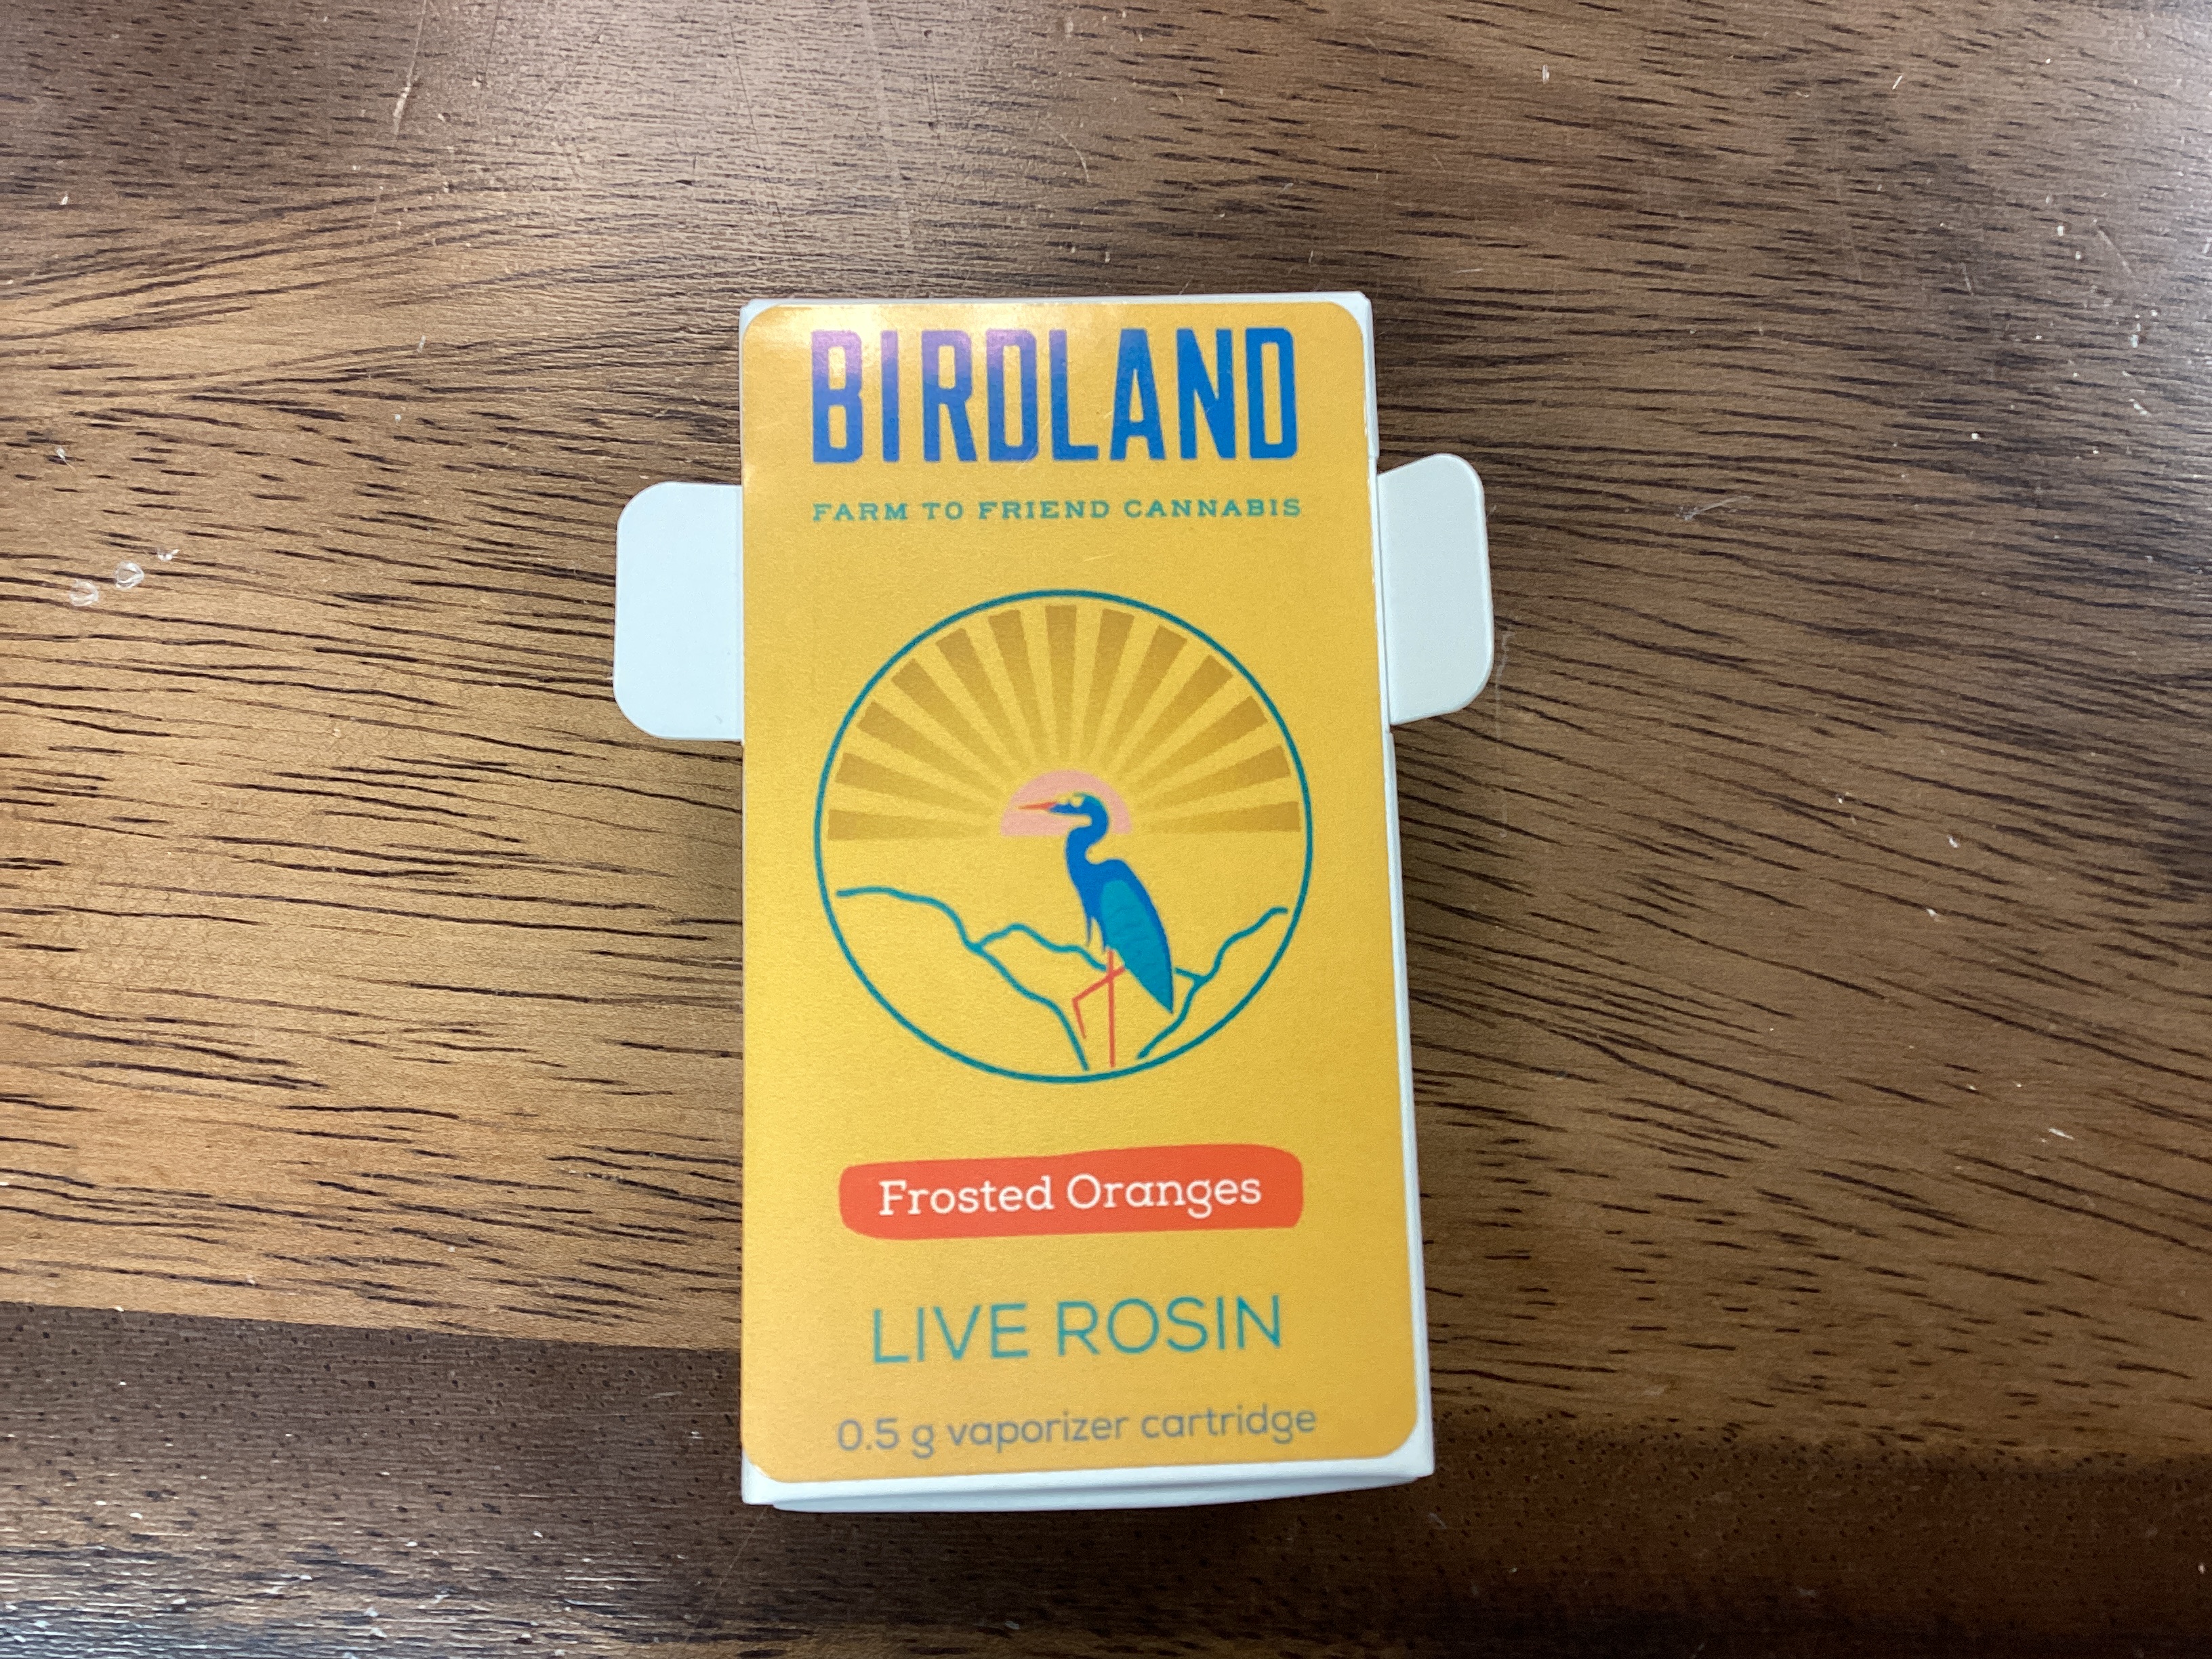 BIRDLAND
FARM TO FRIEND CANNABIS
Frosted Oranges
LIVE ROSIN
0.5 g vaporizer cartridge